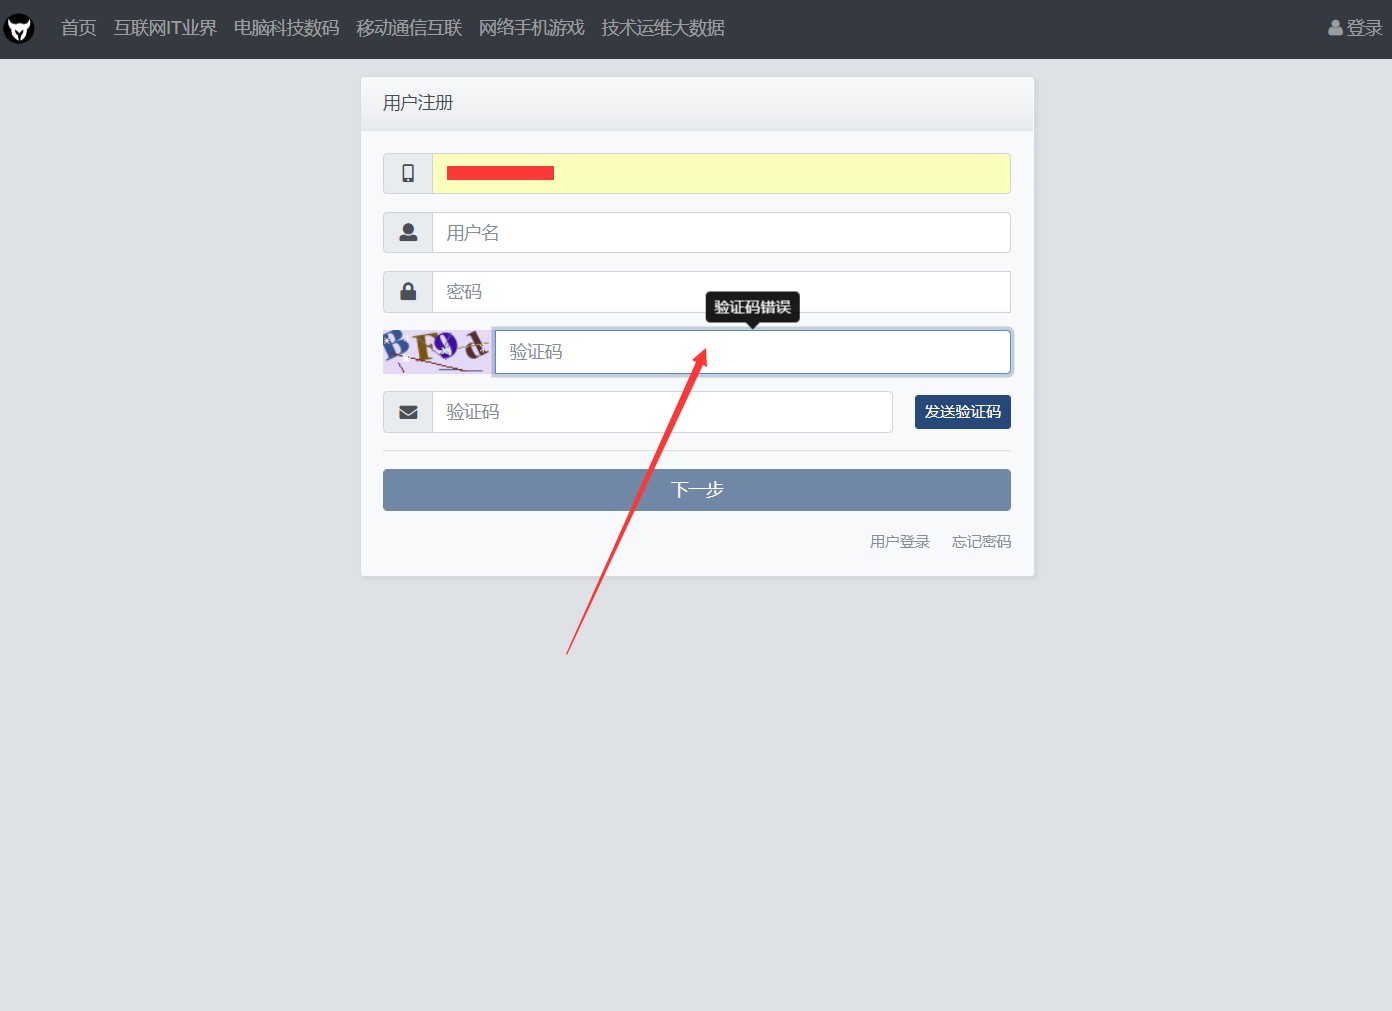 首页 互联网IT业界 电脑科技数码 移动通信互联 网络手机游戏 技术运维大数据 登录
用户注册
用户名
密码
验证码错误
BF9d 验证码
验证码 发送验证码
下一步
用户登录 忘记密码